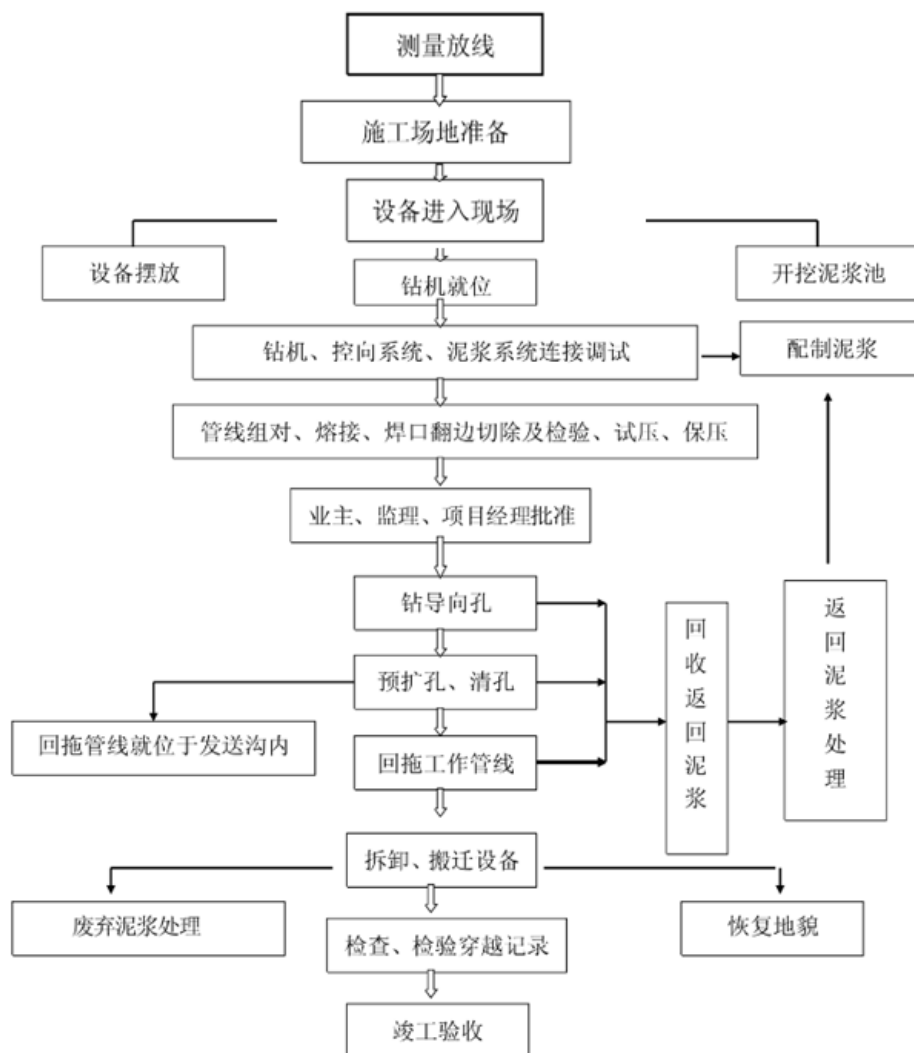 测量放线
施工场地准备
设备进入现场
设备摆放
开挖泥浆池
钻机就位
钻机、控向系统、泥浆系统连接调试
配制泥浆
管线组对、熔接、焊口翻边切除及检验、试压、保压
业主、监理、项目经理批准
钻导向孔
预扩孔、清孔
回拖管线就位于发送沟内
回拖工作管线
回收返回泥浆
返回泥浆处理
拆卸、搬迁设备
废弃泥浆处理
恢复地貌
检查、检验穿越记录
竣工验收